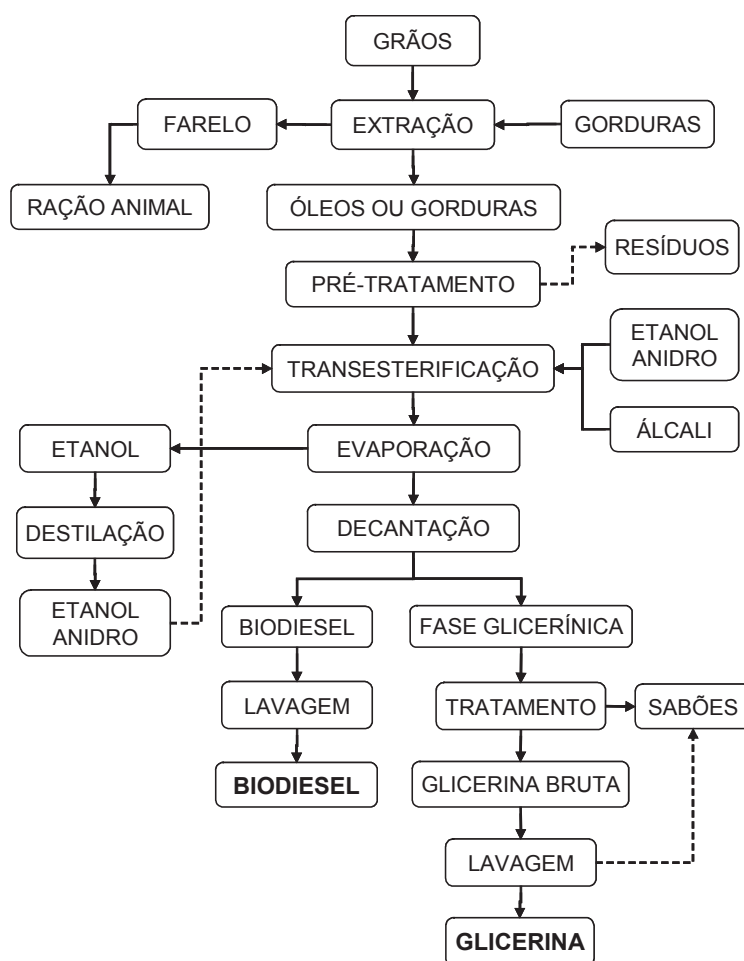 GRÃOS
FARELO
EXTRAÇÃO
GORDURAS
RAÇÃO ANIMAL
ÓLEOS OU GORDURAS
RESÍDUOS
PRÉ-TRATAMENTO
ETANOL
ANIDRO
TRANSESTERIFICAÇÃO
ÁLCALI
ETANOL
EVAPORAÇÃO
DESTILAÇÃO
DECANTAÇÃO
ETANOL
ANIDRO
BIODIESEL
FASE GLICERÍNICA
LAVAGEM
TRATAMENTO
SABÕES
BIODIESEL
GLICERINA BRUTA
LAVAGEM
GLICERINA